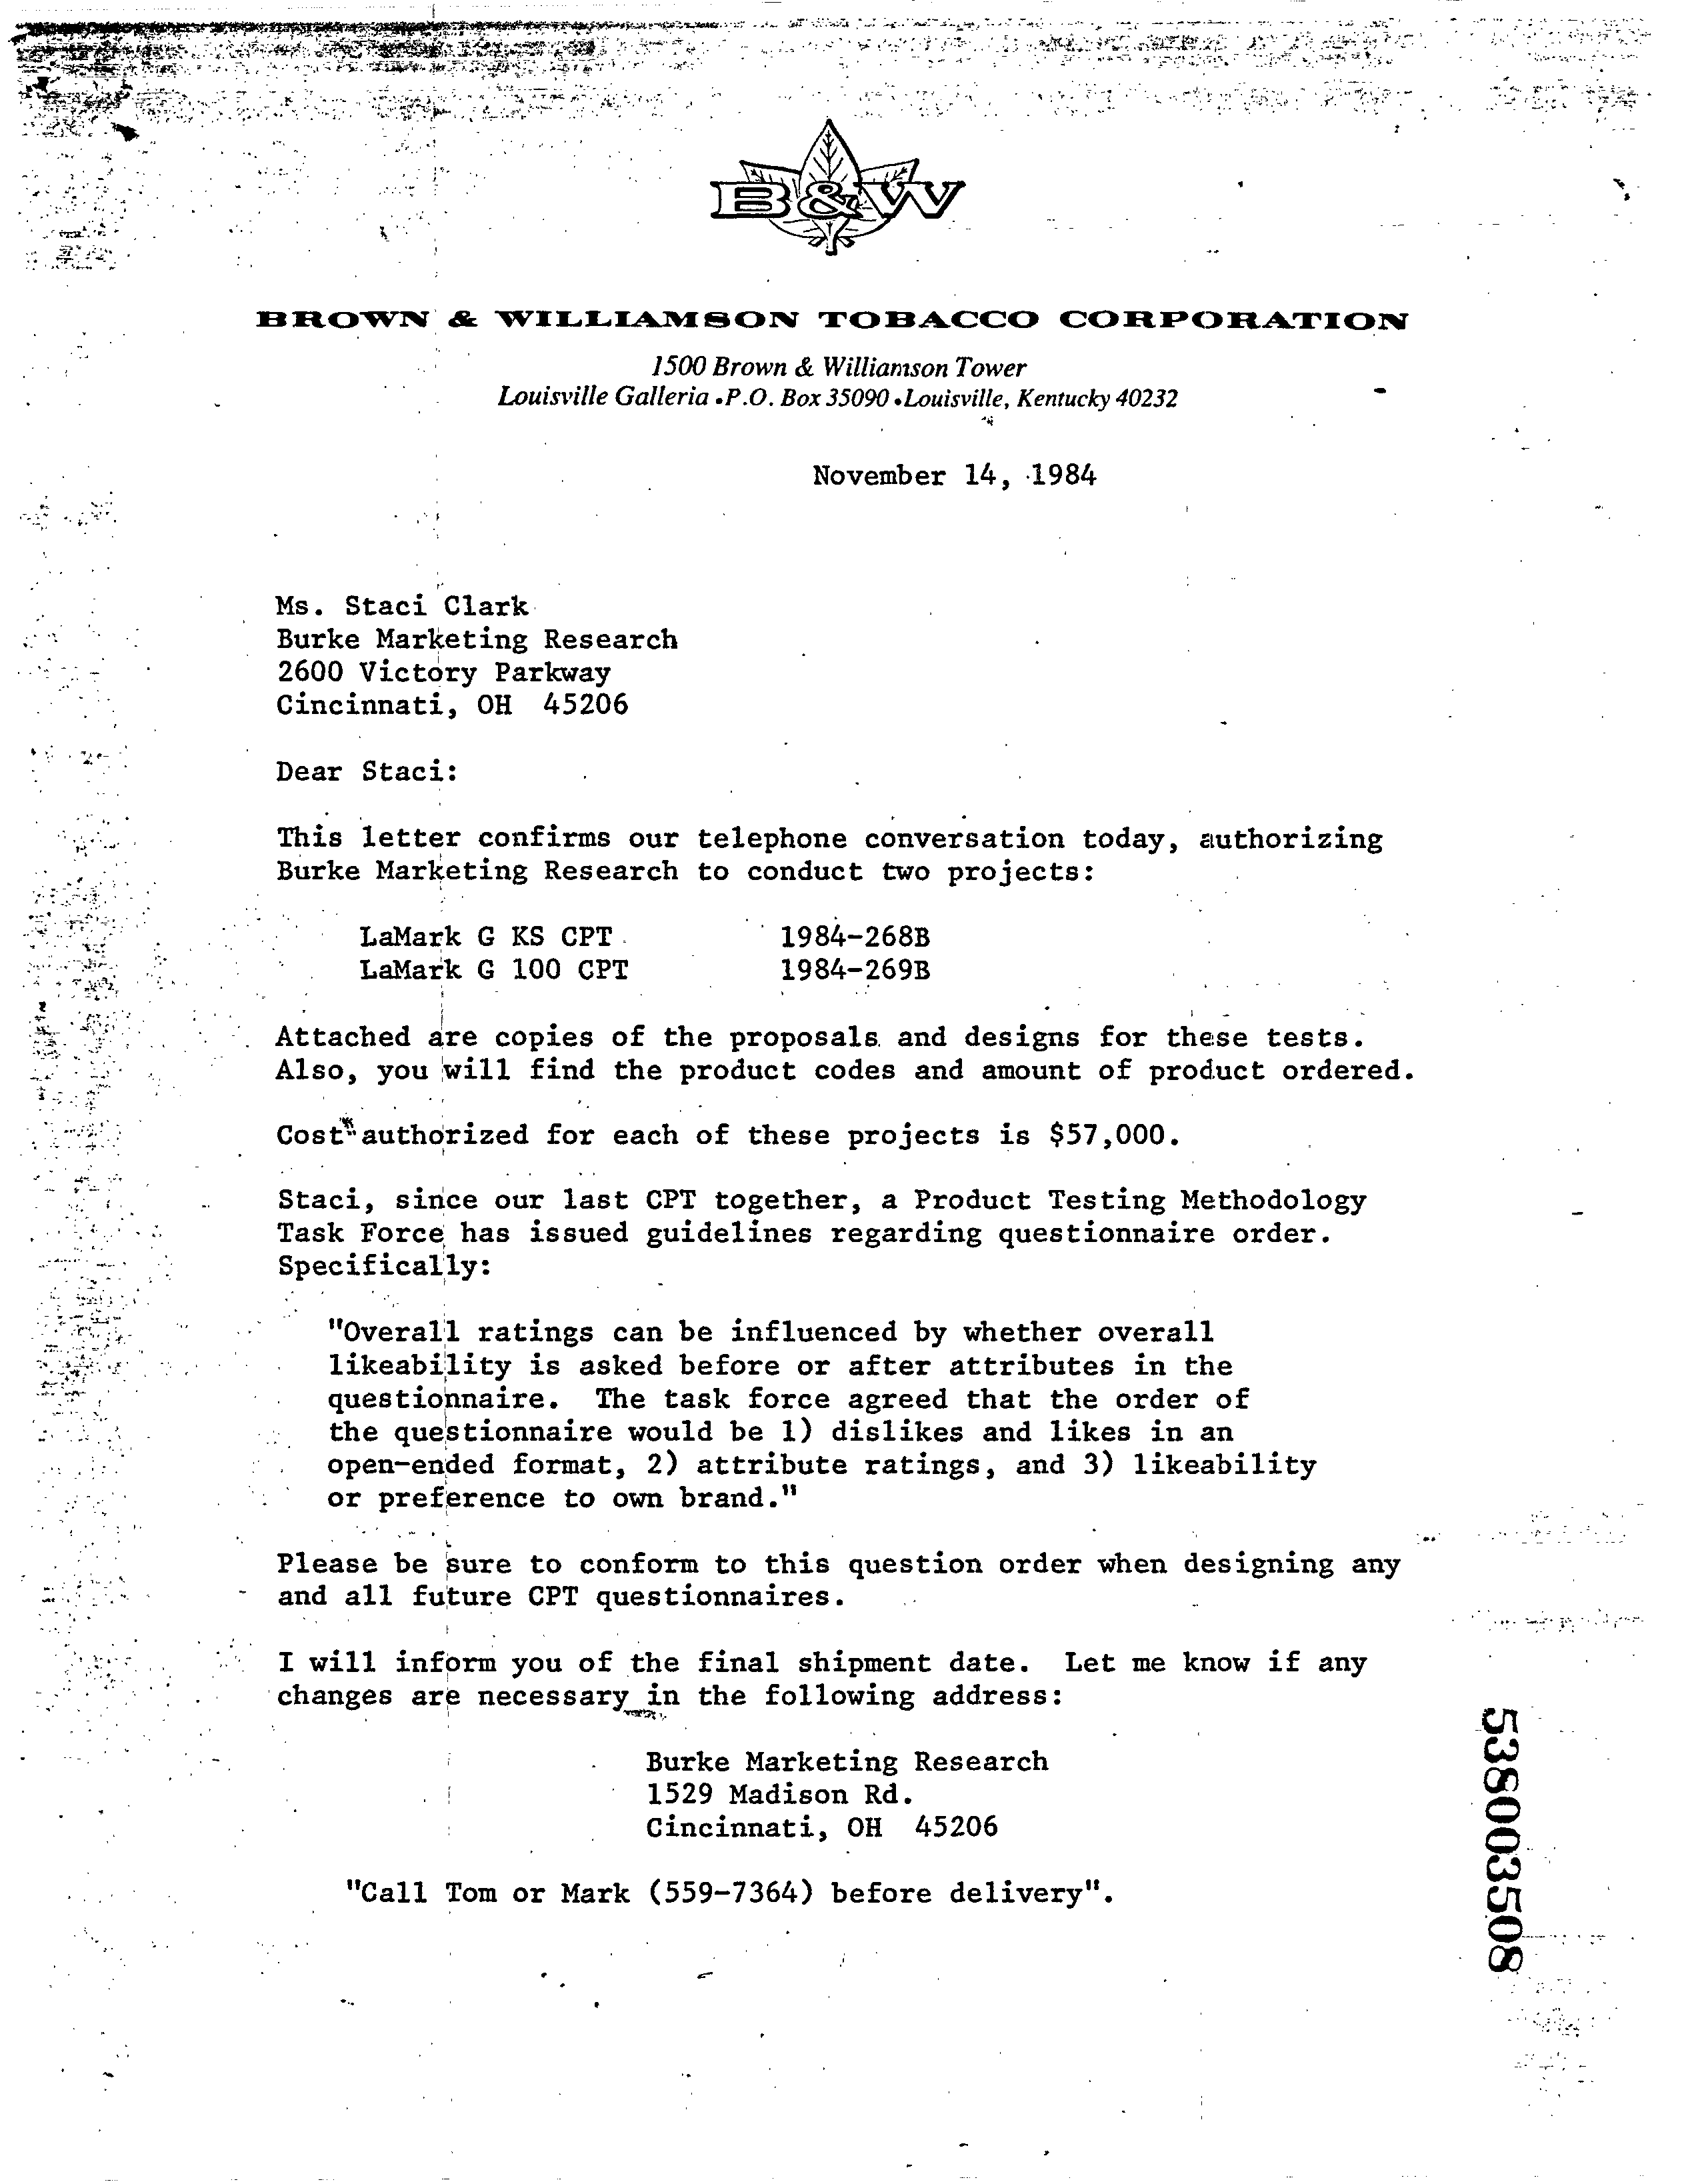 B&W
BROWN & WILLIAMSON TOBACCO CORPORATION
1500 Brown & Williamson Tower
Louisville Galleria • P.O. Box 35090 • Louisville, Kentucky 40232
November 14, 1984
Ms. Staci Clark
Burke Marketing Research
2600 Victory Parkway
Cincinnati, OH 45206
Dear Staci:
This letter confirms our telephone conversation today, authorizing
Burke Marketing Research to conduct two projects:
LaMark G KS CPT 1984-268B
LaMark G 100 CPT 1984-269B
Attached are copies of the proposals and designs for these tests.
Also, you will find the product codes and amount of product ordered.
Cost authorized for each of these projects is $57,000.
Staci, since our last CPT together, a Product Testing Methodology
Task Force has issued guidelines regarding questionnaire order.
Specifically:
"Overall ratings can be influenced by whether overall
likeability is asked before or after attributes in the
questionnaire. The task force agreed that the order of
the questionnaire would be 1) dislikes and likes in an
open-ended format, 2) attribute ratings, and 3) likeability
or preference to own brand."
Please be sure to conform to this question order when designing any
and all future CPT questionnaires.
I will inform you of the final shipment date. Let me know if any
changes are necessary in the following address:
Burke Marketing Research
1529 Madison Rd.
Cincinnati, OH 45206
"Call Tom or Mark (559-7364) before delivery".
538003508